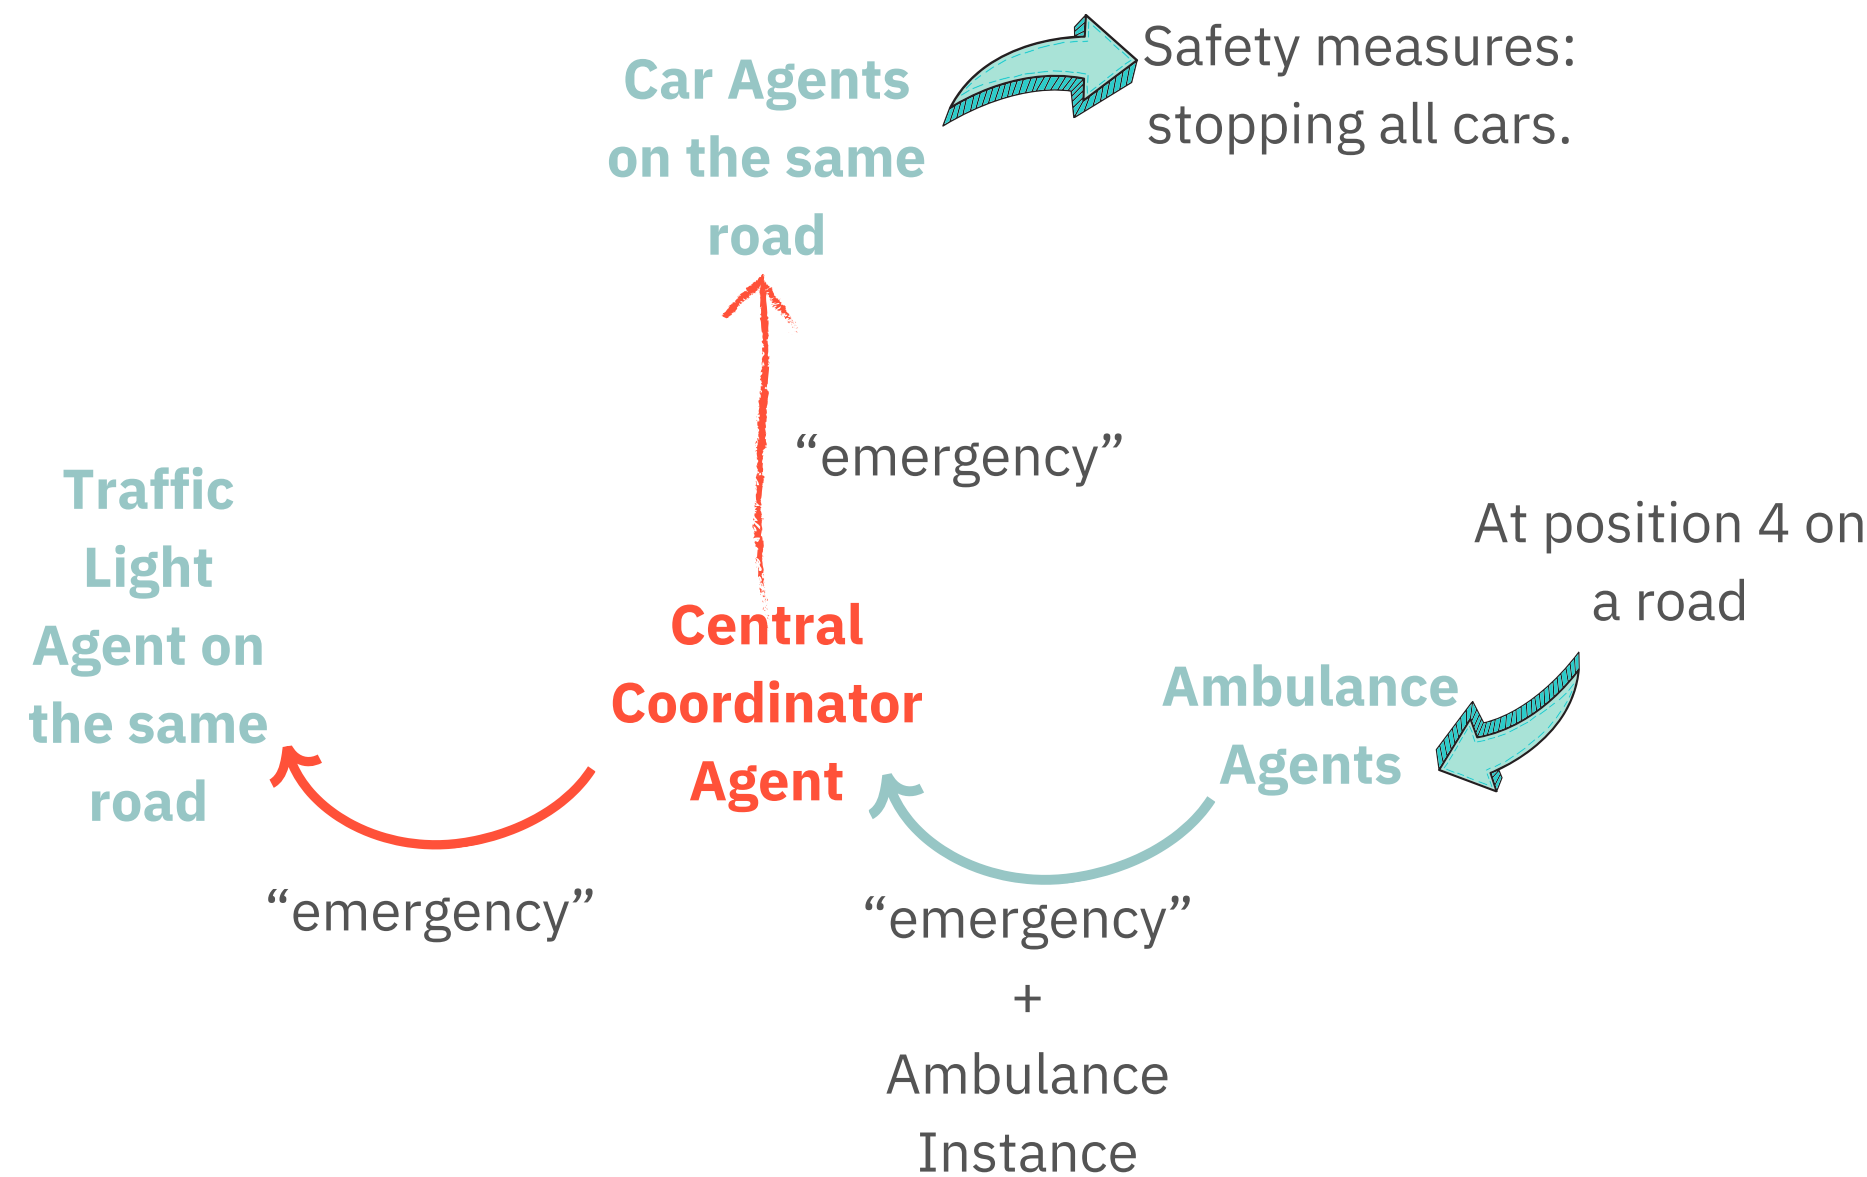 Car Agents
on the same
road
Safety measures:
stopping all cars.
“emergency”
Traffic
Light
Agent on
the same
road
Central
Coordinator
Agent
At position 4 on
a road
Ambulance
Agents
“emergency”
“emergency”
+
Ambulance
Instance